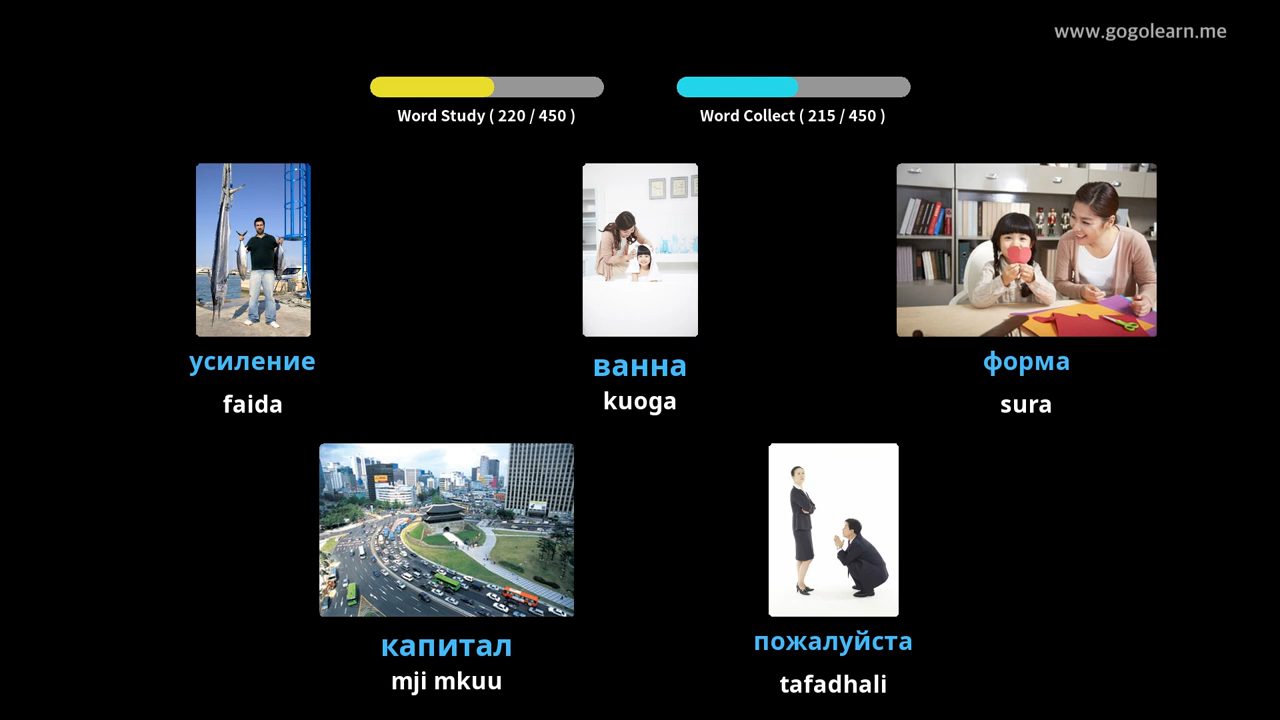 www.gogolearn.me
Word Study ( 220 / 450 )
Word Collect ( 215 / 450 )
усиление
faida
ванна
kuoga
форма
sura
капитал
mji mkuu
пожалуйста
tafadhali